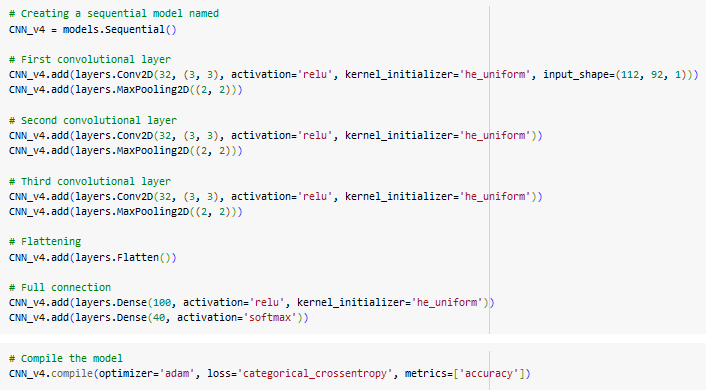 # Creating a sequential model named
CNN_v4 = models.Sequential()
# First convolutional layer
CNN_v4.add(layers.Conv2D(32, (3, 3), activation='relu', kernel_initializer='he_uniform', input_shape=(112, 92, 1)))
CNN_v4.add(layers.MaxPooling2D((2, 2)))
# Second convolutional layer
CNN_v4.add(layers.Conv2D(32, (3, 3), activation='relu', kernel_initializer='he_uniform'))
CNN_v4.add(layers.MaxPooling2D((2, 2)))
# Third convolutional layer
CNN_v4.add(layers.Conv2D(32, (3, 3), activation='relu', kernel_initializer='he_uniform'))
CNN_v4.add(layers.MaxPooling2D((2, 2)))
# Flattening
CNN_v4.add(layers.Flatten())
# Full connection
CNN_v4.add(layers.Dense(100, activation='relu', kernel_initializer='he_uniform'))
CNN_v4.add(layers.Dense(40, activation='softmax'))
# Compile the model
CNN_v4.compile(optimizer='adam', loss='categorical_crossentropy', metrics=['accuracy'])